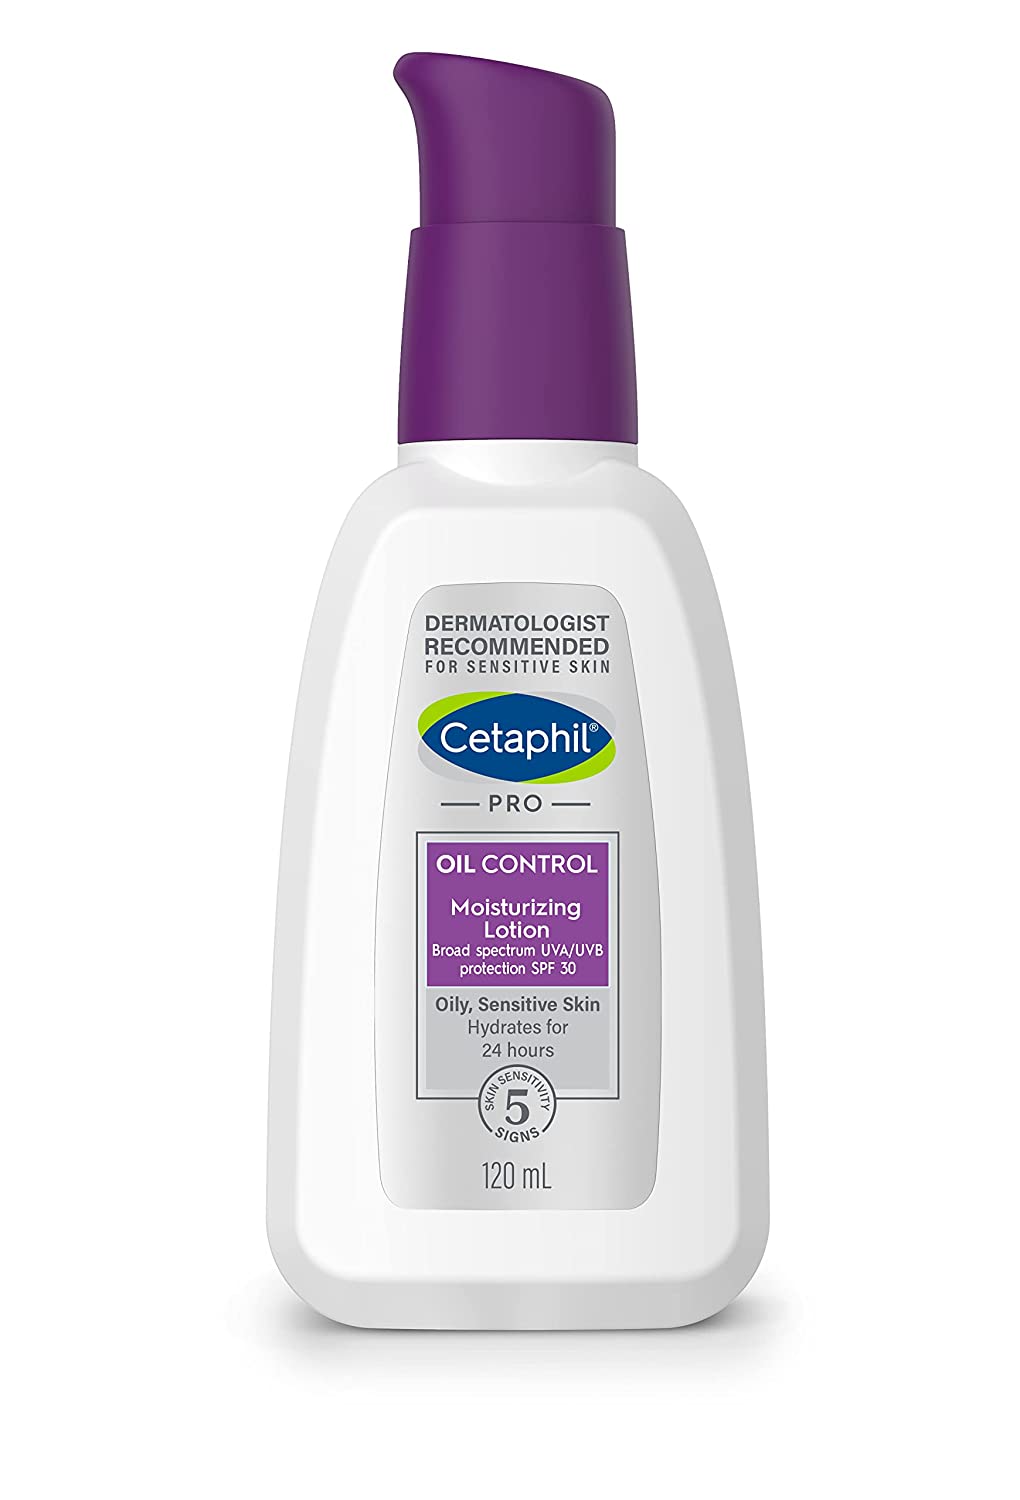 DERMATOLOGIST
RECOMMENDED
FOR SENSITIVE SKIN
Cetaphil®
PRO
OIL CONTROL
Moisturizing
Lotion
Broad spectrum UVA/UVB
protection SPF 30
Oily, Sensitive Skin
Hydrates for
24 hours
SKIN SENSITIVITY
5
SIGNS
120 mL